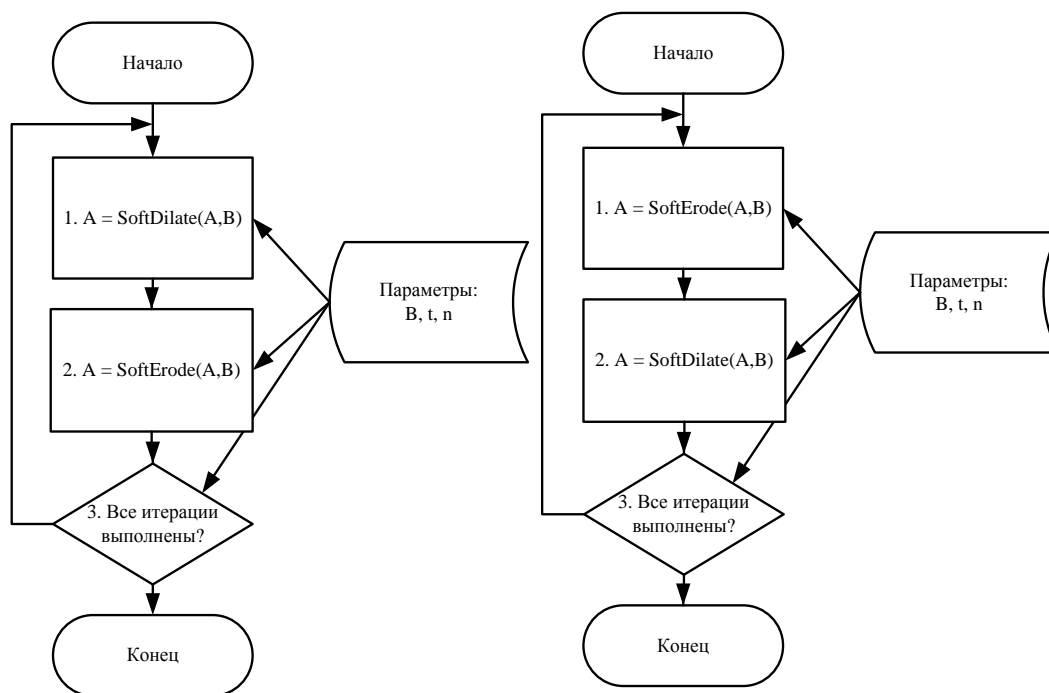 Начало
1. A = SoftDilate(A,B)
2. A = SoftErode(A,B)
3. Все итерации
выполнены?
Конец
Параметры:
B, t, n
Начало
1. A = SoftErode(A,B)
2. A = SoftDilate(A,B)
3. Все итерации
выполнены?
Конец
Параметры:
B, t, n